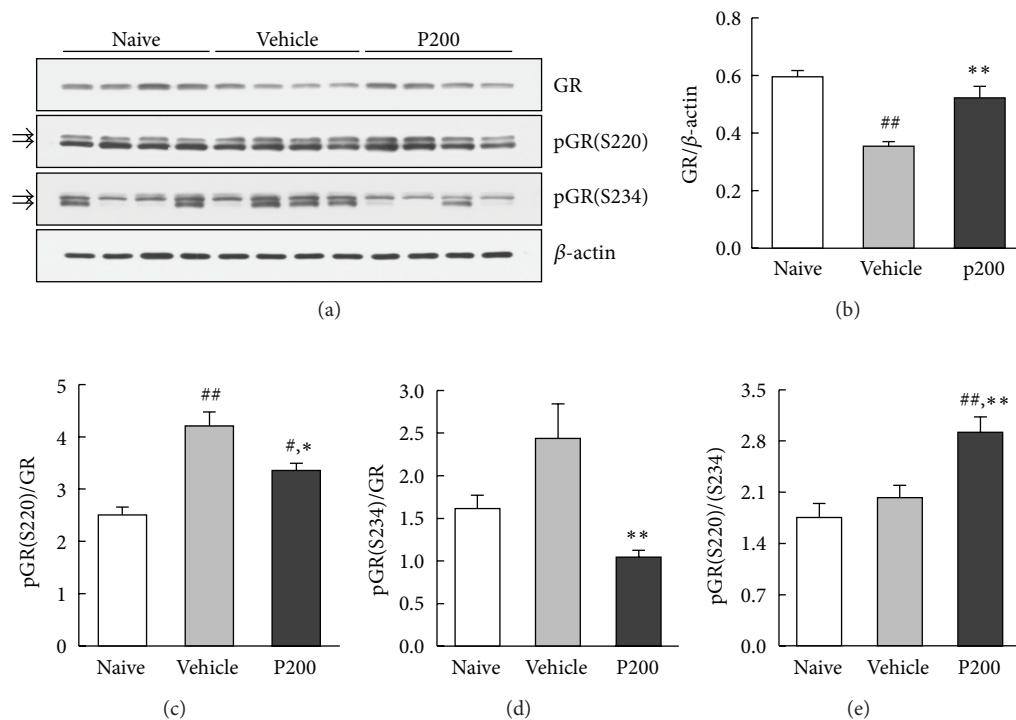 Naive Vehicle P200
GR
pGR(S220)
pGR(S234)
β-actin
(a)
GR/β-actin
0.8
0.6
0.4
0.2
0.0
##
**
Naive Vehicle p200
(b)
pGR(S220)/GR
5
4
3
2
1
0
##
#,*
Naive Vehicle P200
(c)
pGR(S234)/GR
3.0
2.5
2.0
1.5
1.0
0.5
0.0
**
Naive Vehicle P200
(d)
pGR(S220)/(S234)
3.5
2.8
2.1
1.4
0.7
0.0
##,**
Naive Vehicle P200
(e)